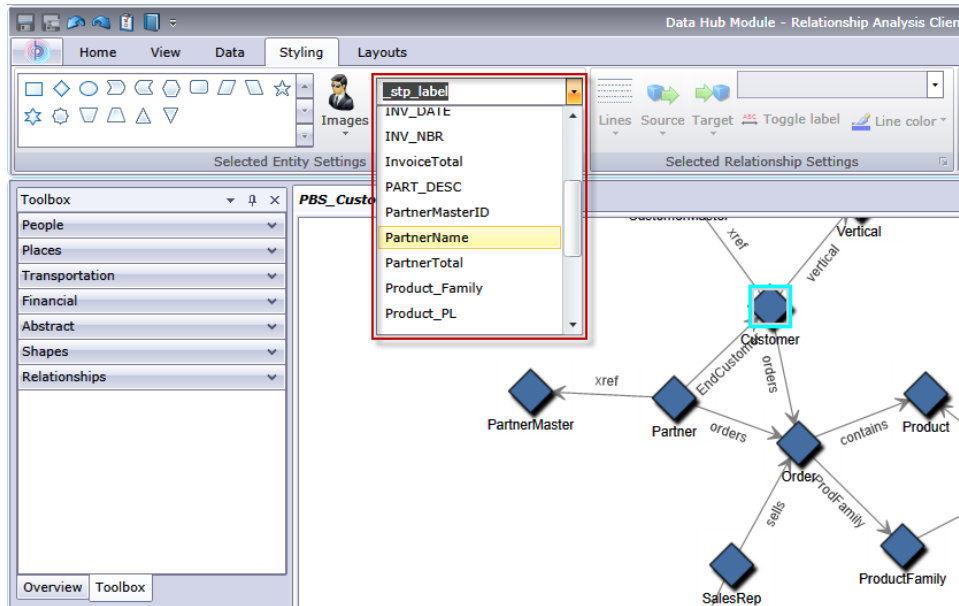 Data Hub Module - Relationship Analysis Clien
Home View Data Styling Layouts
_stp_label
INV_DATE
INV_NBR
InvoiceTotal
PART_DESC
PartnerMasterID
PartnerName
PartnerTotal
Product_Family
Product_PL
Images
Selected Entity Settings
Lines Source Target ABC Toggle label Line color
Selected Relationship Settings
Toolbox
People
Places
Transportation
Financial
Abstract
Shapes
Relationships
Overview Toolbox
PBS_Custo
CustomerMaster
Vertical
xref
vertical
Customer
EndCustome
orders
xref
PartnerMaster
Partner
orders
contains
Product
Order
ProdFamily
sells
ProductFamily
SalesRep